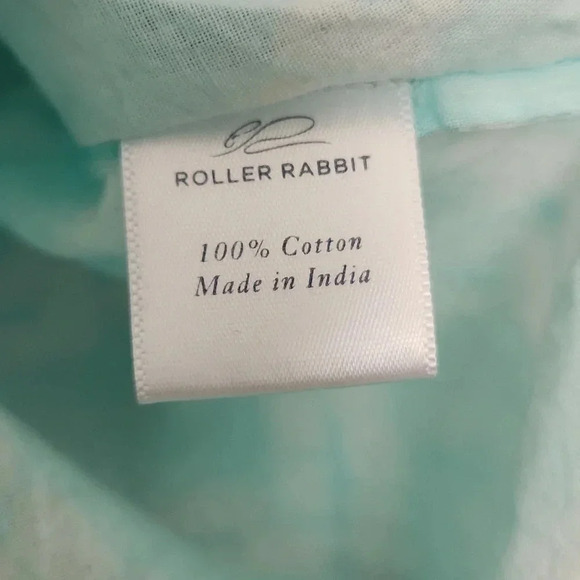 ROLLER RABBIT
100% Cotton
Made in India